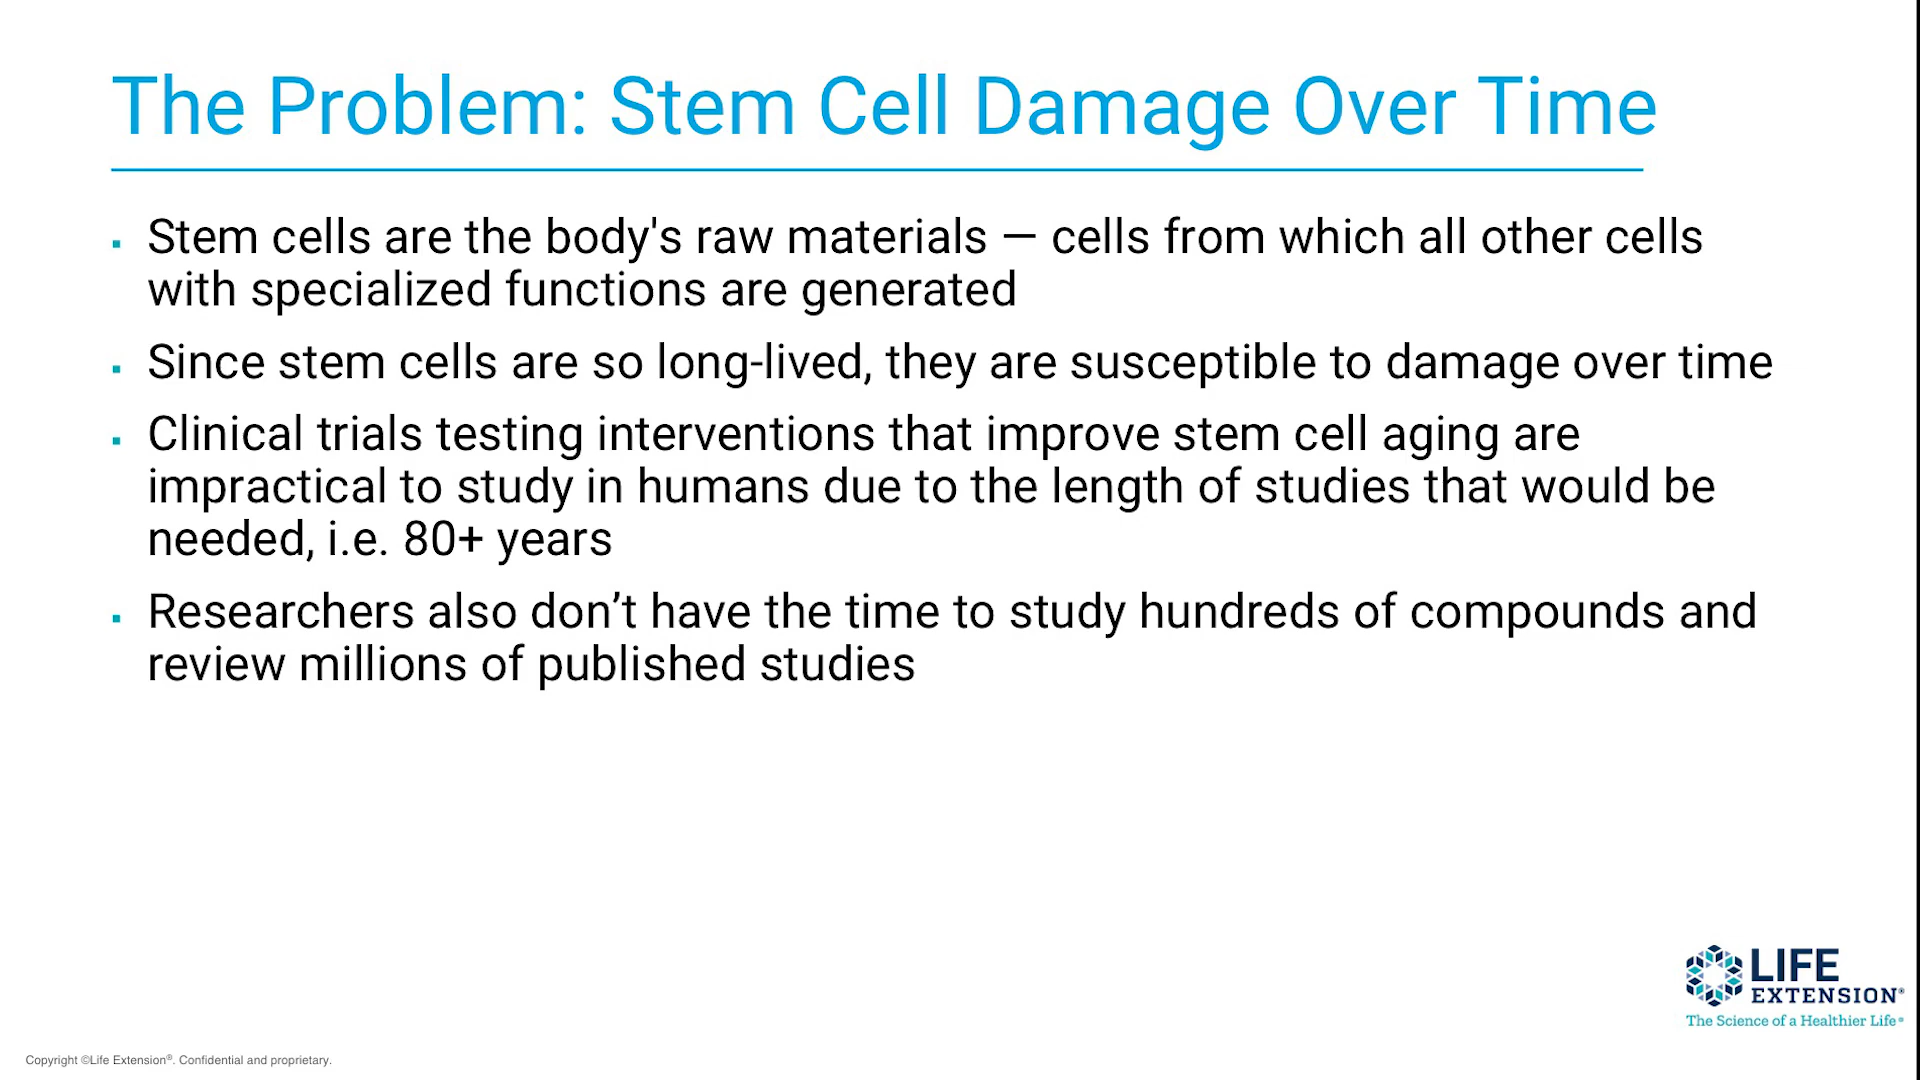 The Problem: Stem Cell Damage Over Time
▪ Stem cells are the body's raw materials — cells from which all other cells
with specialized functions are generated
▪ Since stem cells are so long-lived, they are susceptible to damage over time
▪ Clinical trials testing interventions that improve stem cell aging are
impractical to study in humans due to the length of studies that would be
needed, i.e. 80+ years
▪ Researchers also don’t have the time to study hundreds of compounds and
review millions of published studies
LIFE
EXTENSION®
The Science of a Healthier Life®
Copyright ©Life Extension®. Confidential and proprietary.